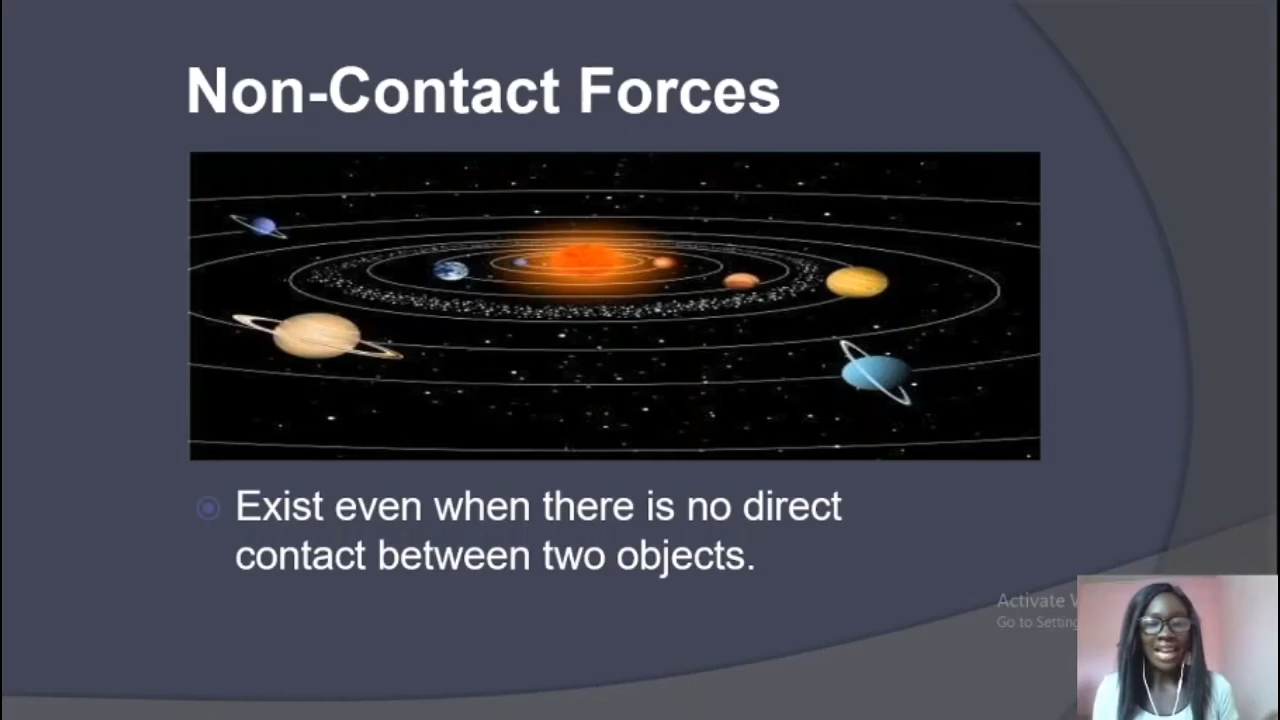 Non-Contact Forces
Exist even when there is no direct
contact between two objects.
Activate
Go to Setting